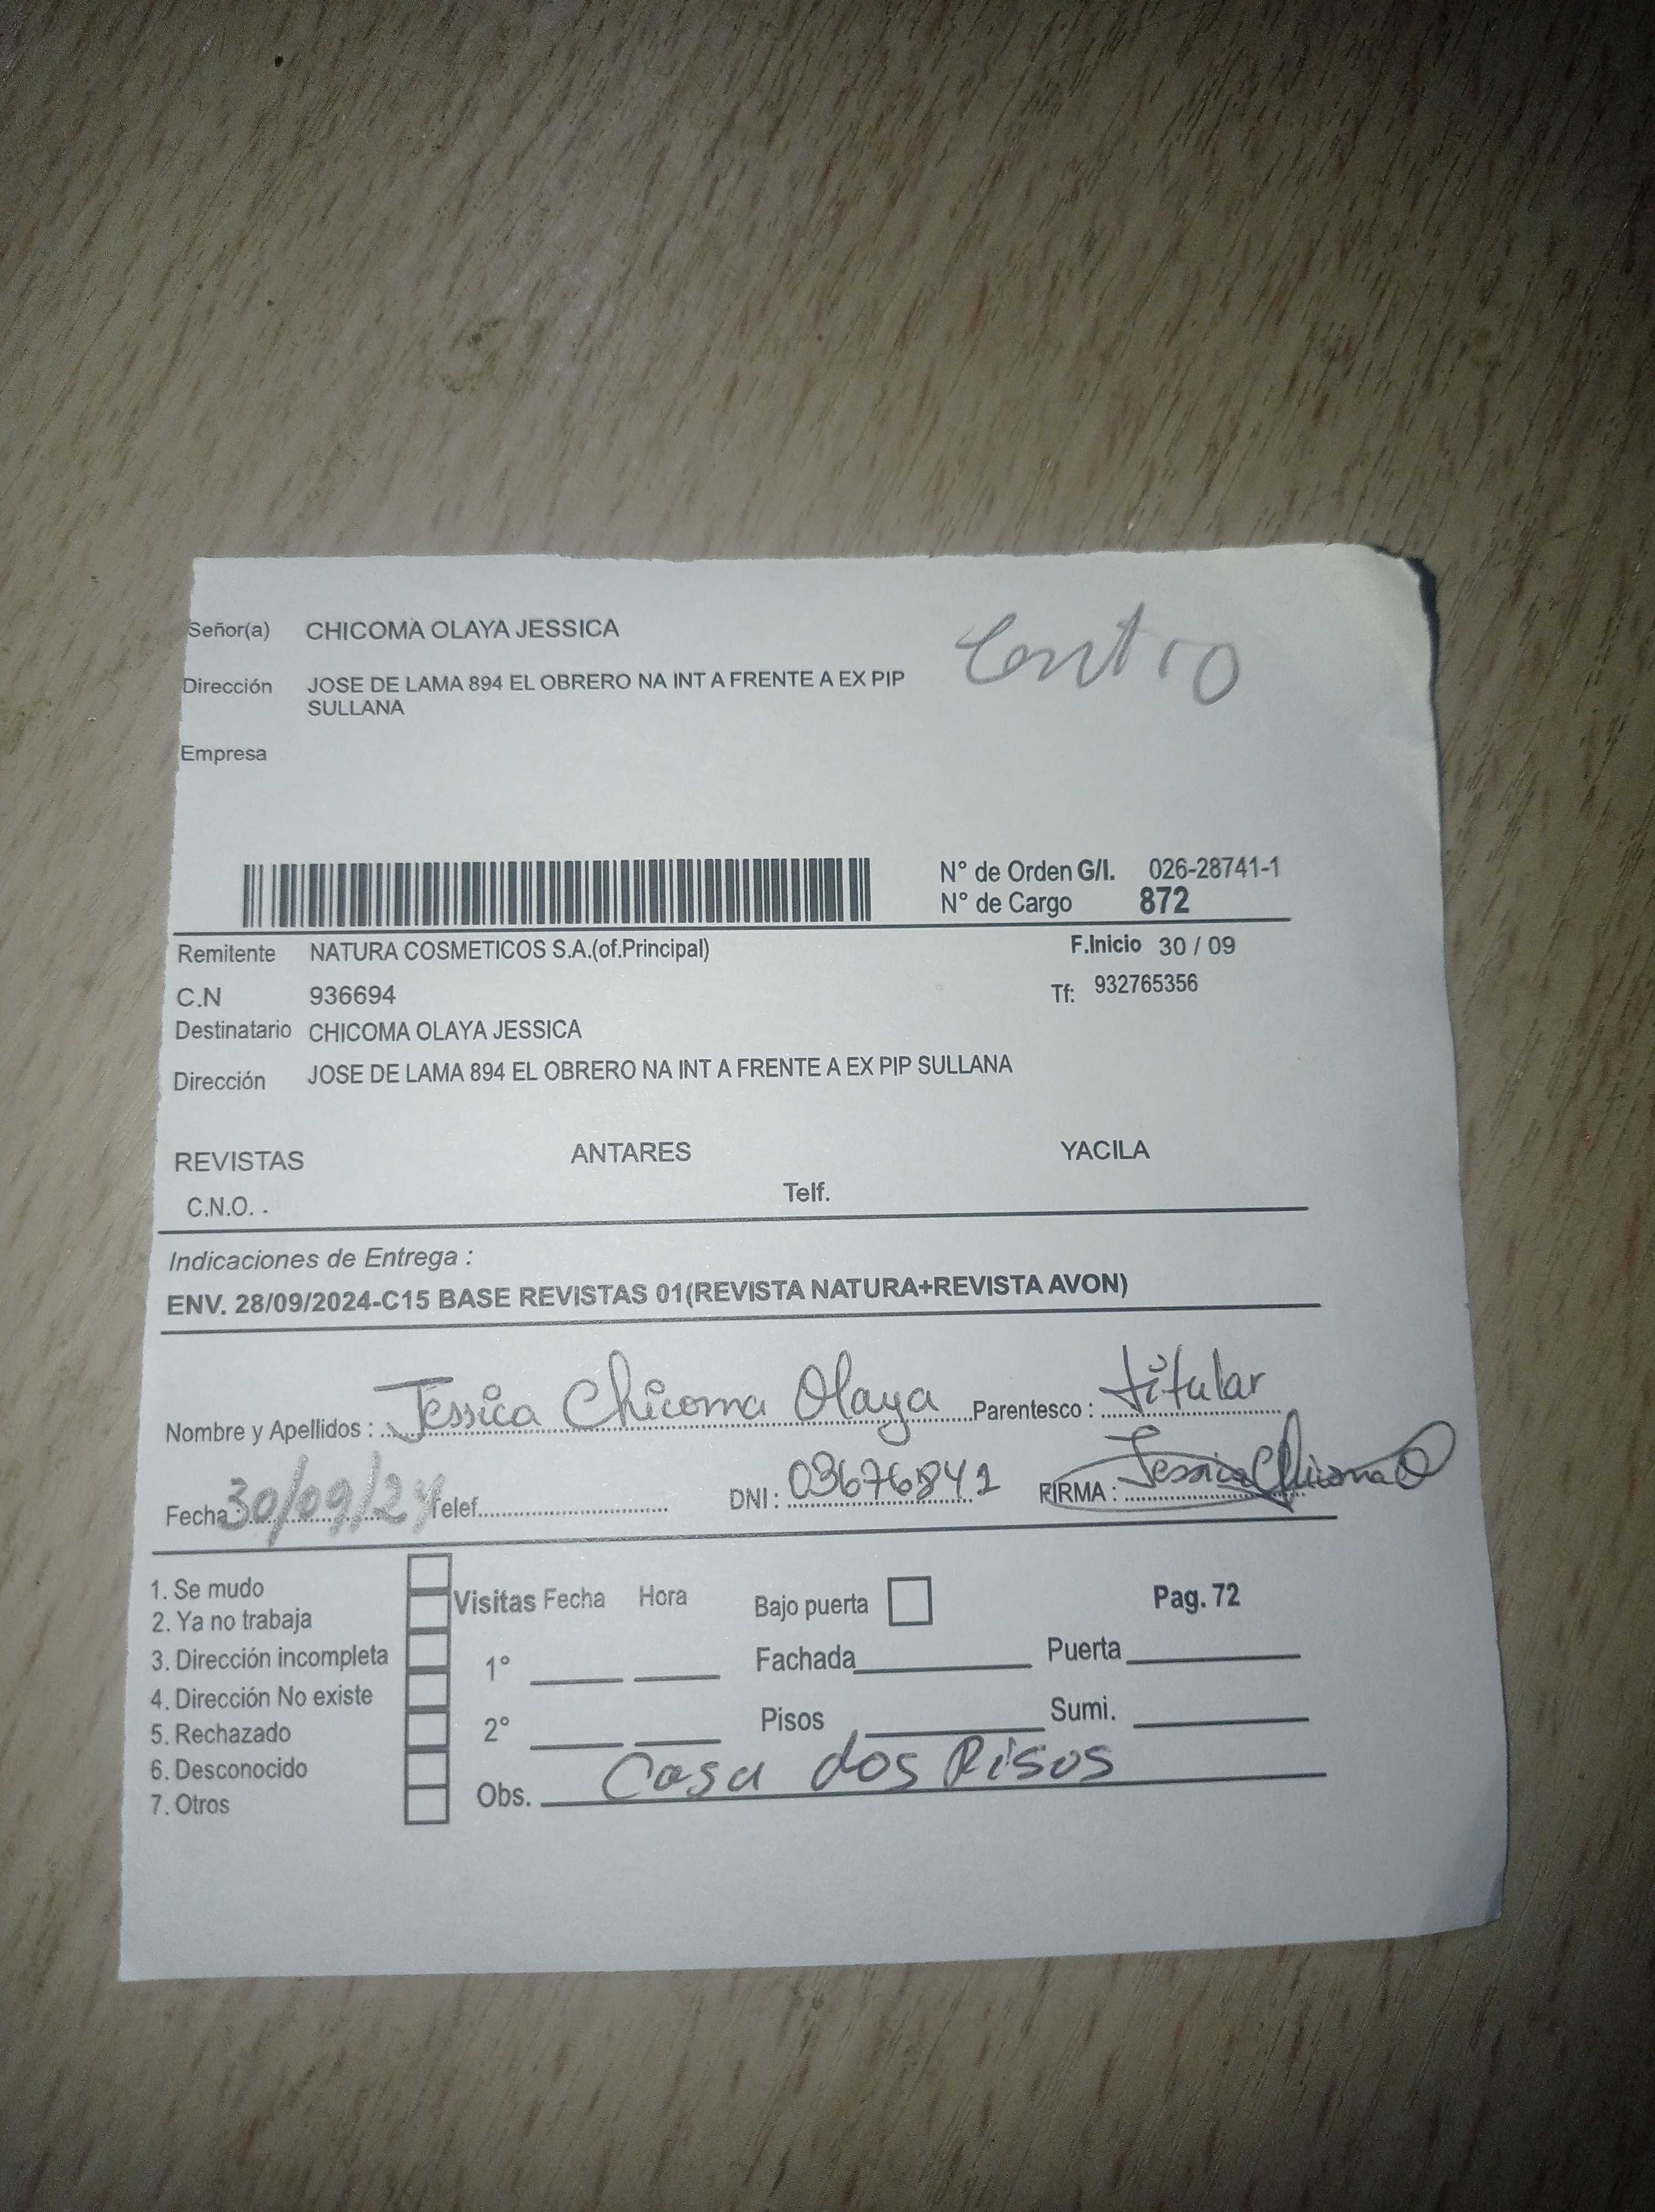 Señor(a) CHICOMA OLAYA JESSICA
Centro
Dirección JOSE DE LAMA 894 EL OBRERO NA INT A FRENTE A EX PIP
SULLANA
Empresa
N° de Orden G/I. 026-28741-1
N° de Cargo 872
Remitente NATURA COSMETICOS S.A.(of.Principal) F.Inicio 30 / 09
C.N 936694 Tf: 932765356
Destinatario CHICOMA OLAYA JESSICA
Dirección JOSE DE LAMA 894 EL OBRERO NA INT A FRENTE A EX PIP SULLANA
REVISTAS ANTARES YACILA
C.N.O. . Telf.
Indicaciones de Entrega :
ENV. 28/09/2024-C15 BASE REVISTAS 01(REVISTA NATURA+REVISTA AVON)
Nombre y Apellidos : Jessica Chicoma Olaya Parentesco : titular
Fecha : 30/09/24 Telef. DNI : 03676841 FIRMA : Jessica Chicoma O
1. Se mudo
2. Ya no trabaja
3. Dirección incompleta
4. Dirección No existe
5. Rechazado
6. Desconocido
7. Otros
Visitas Fecha Hora Bajo puerta Pag. 72
1° Fachada Puerta
2° Pisos Sumi.
Obs. Casa dos Pisos